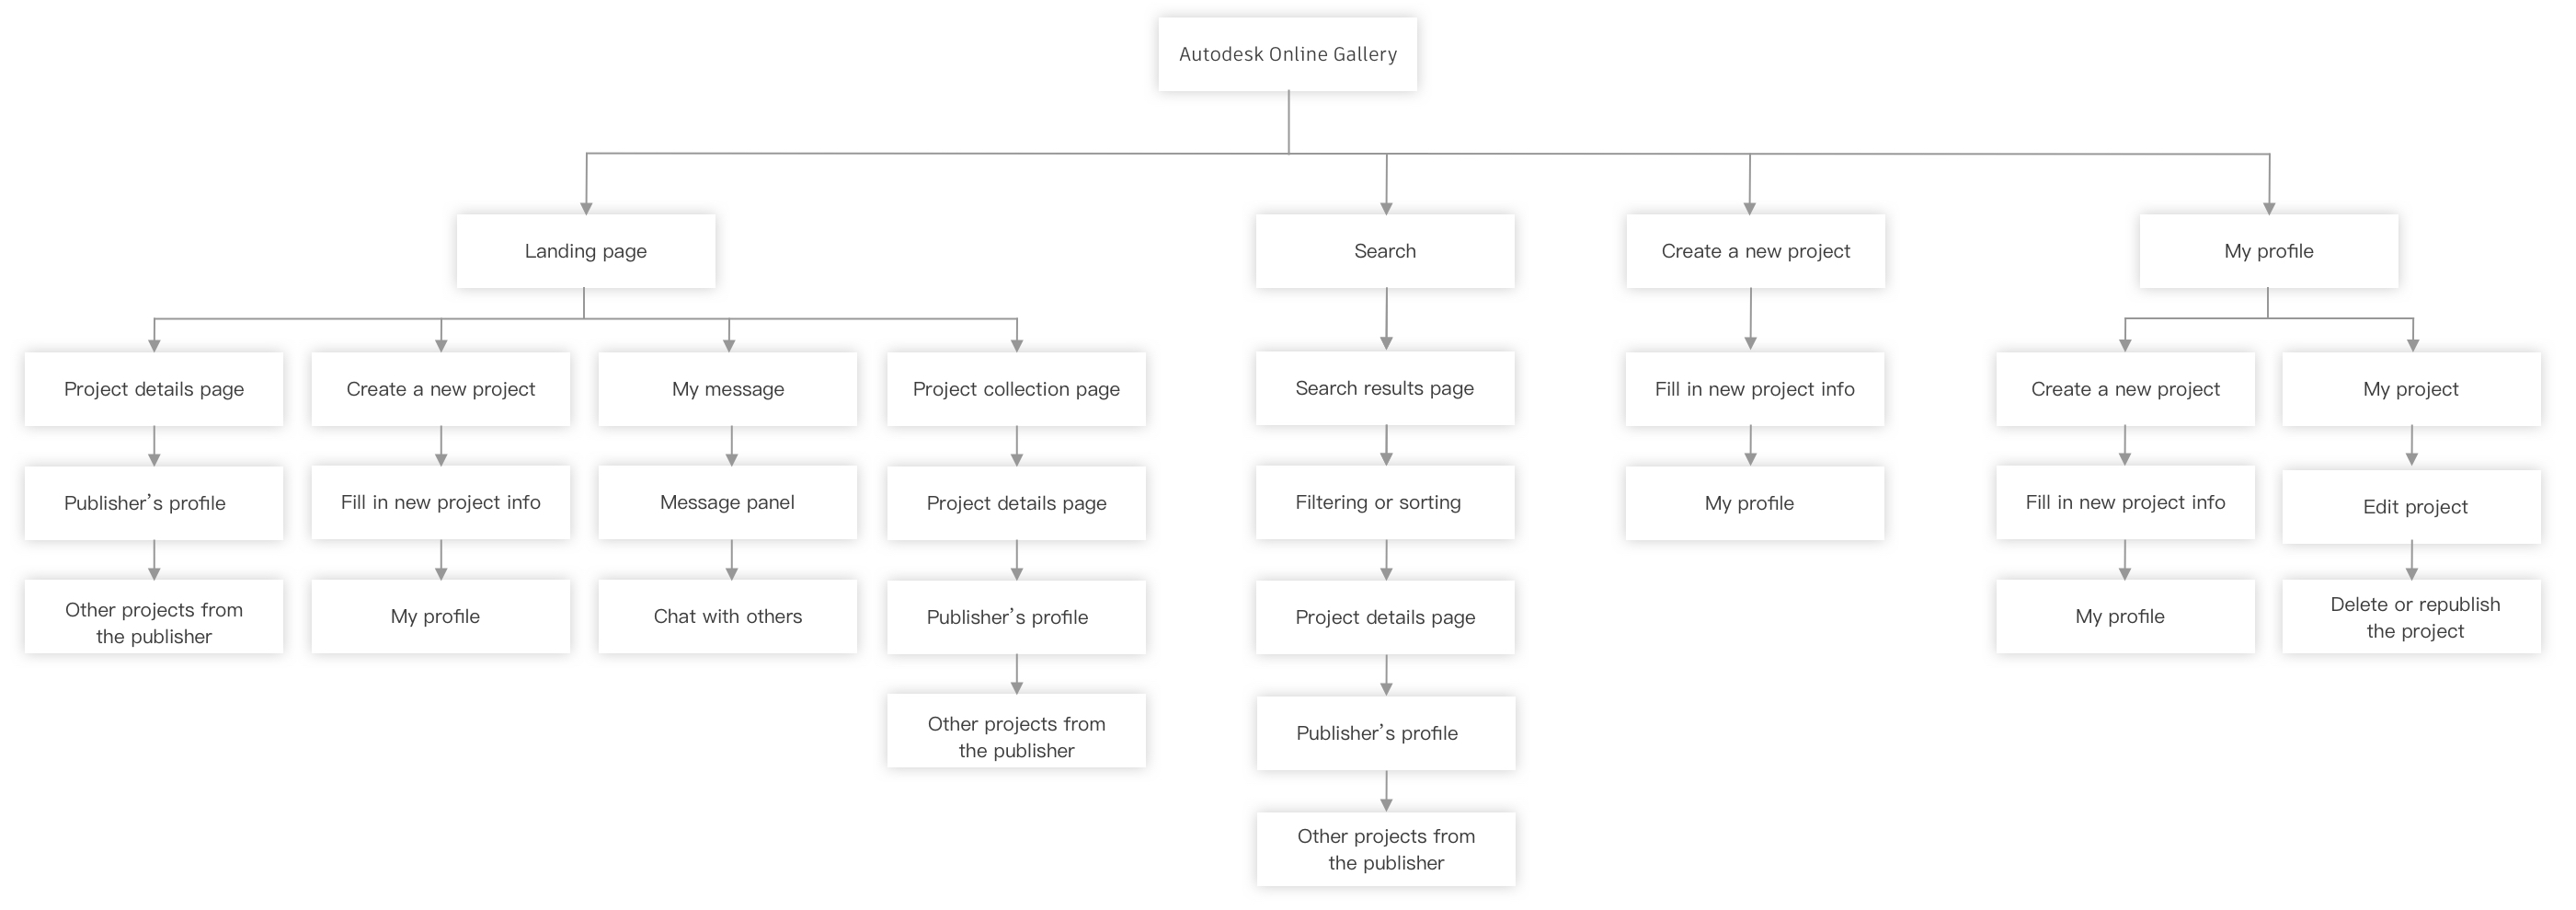 Autodesk Online Gallery
Landing page
Search
Create a new project
My profile
Project details page
Create a new project
My message
Project collection page
Search results page
Fill in new project info
Create a new project
My project
Publisher's profile
Fill in new project info
Message panel
Project details page
Filtering or sorting
My profile
Fill in new project info
Edit project
Other projects from
the publisher
My profile
Chat with others
Publisher's profile
Project details page
My profile
Delete or republish
the project
Other projects from
the publisher
Publisher's profile
Other projects from
the publisher